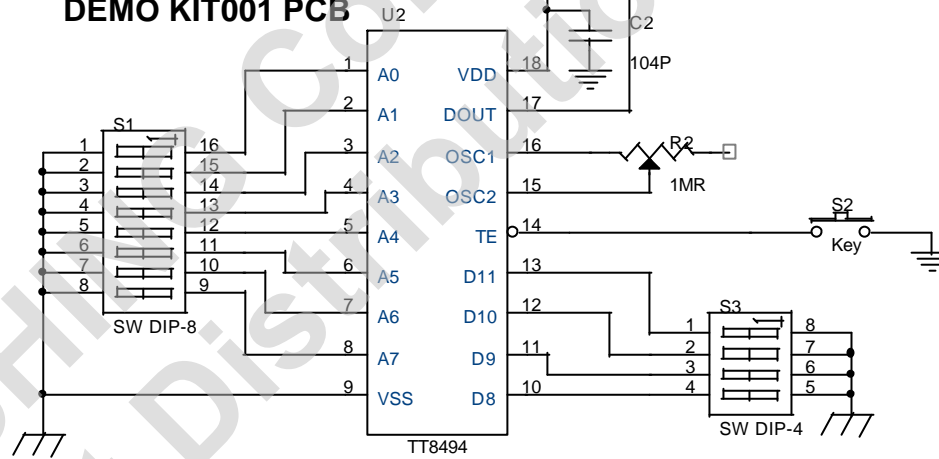 DEMO KIT001 PCB
U2
C2
104P
1 A0 VDD 18
2 A1 DOUT 17
3 A2 OSC1 16
4 A3 OSC2 15
5 A4 TE 14
6 A5 D11 13
7 A6 D10 12
8 A7 D9 11
9 VSS D8 10
TT8494
S1
1 16
2 15
3 14
4 13
5 12
6 11
7 10
8 9
SW DIP-8
R2
1MR
S2
Key
S3
1 8
2 7
3 6
4 5
SW DIP-4